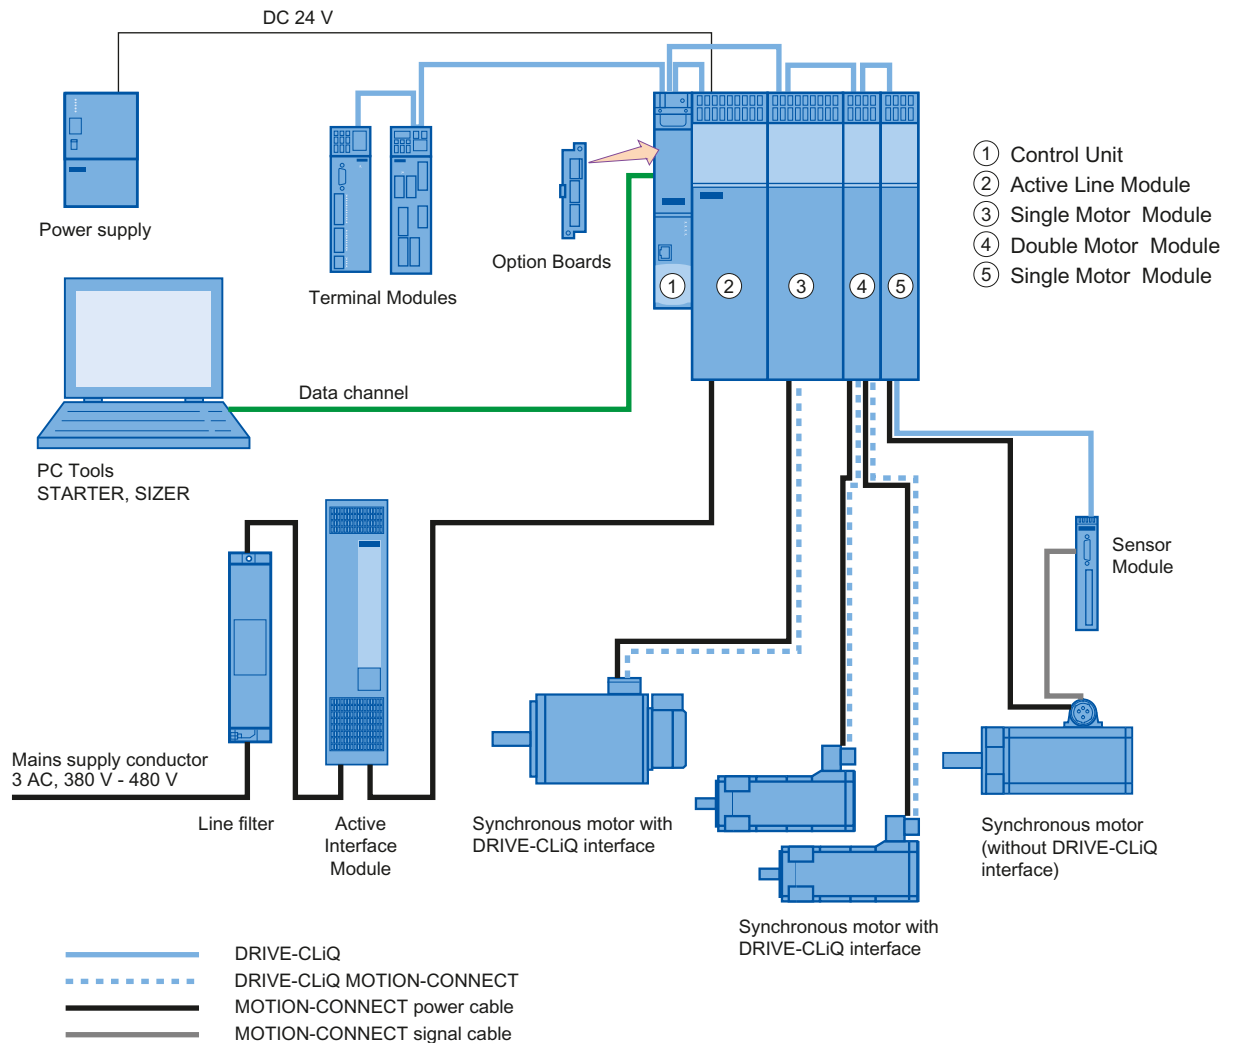 DC 24 V
Power supply
Terminal Modules
Option Boards
1 Control Unit
2 Active Line Module
3 Single Motor Module
4 Double Motor Module
5 Single Motor Module
1
2
3
4
5
Data channel
PC Tools
STARTER, SIZER
Sensor
Module
Mains supply conductor
3 AC, 380 V - 480 V
Line filter
Active
Interface
Module
Synchronous motor with
DRIVE-CLiQ interface
Synchronous motor with
DRIVE-CLiQ interface
Synchronous motor
(without DRIVE-CLiQ
interface)
DRIVE-CLiQ
DRIVE-CLiQ MOTION-CONNECT
MOTION-CONNECT power cable
MOTION-CONNECT signal cable